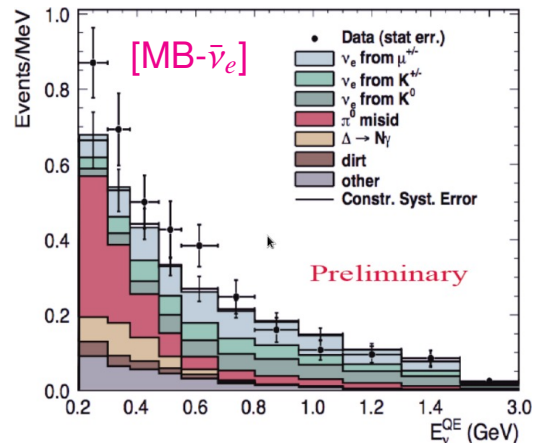 Events/MeV
1.0
0.8
0.6
0.4
0.2
0.0
[MB-ν̄ₑ]
Data (stat err.)
νₑ from μ⁺/⁻
νₑ from K⁺/⁻
νₑ from K⁰
π⁰ misid
Δ → Nγ
dirt
other
Constr. Syst. Error
Preliminary
0.2 0.4 0.6 0.8 1.0 1.2 1.4 3.0
E_ν^QE (GeV)